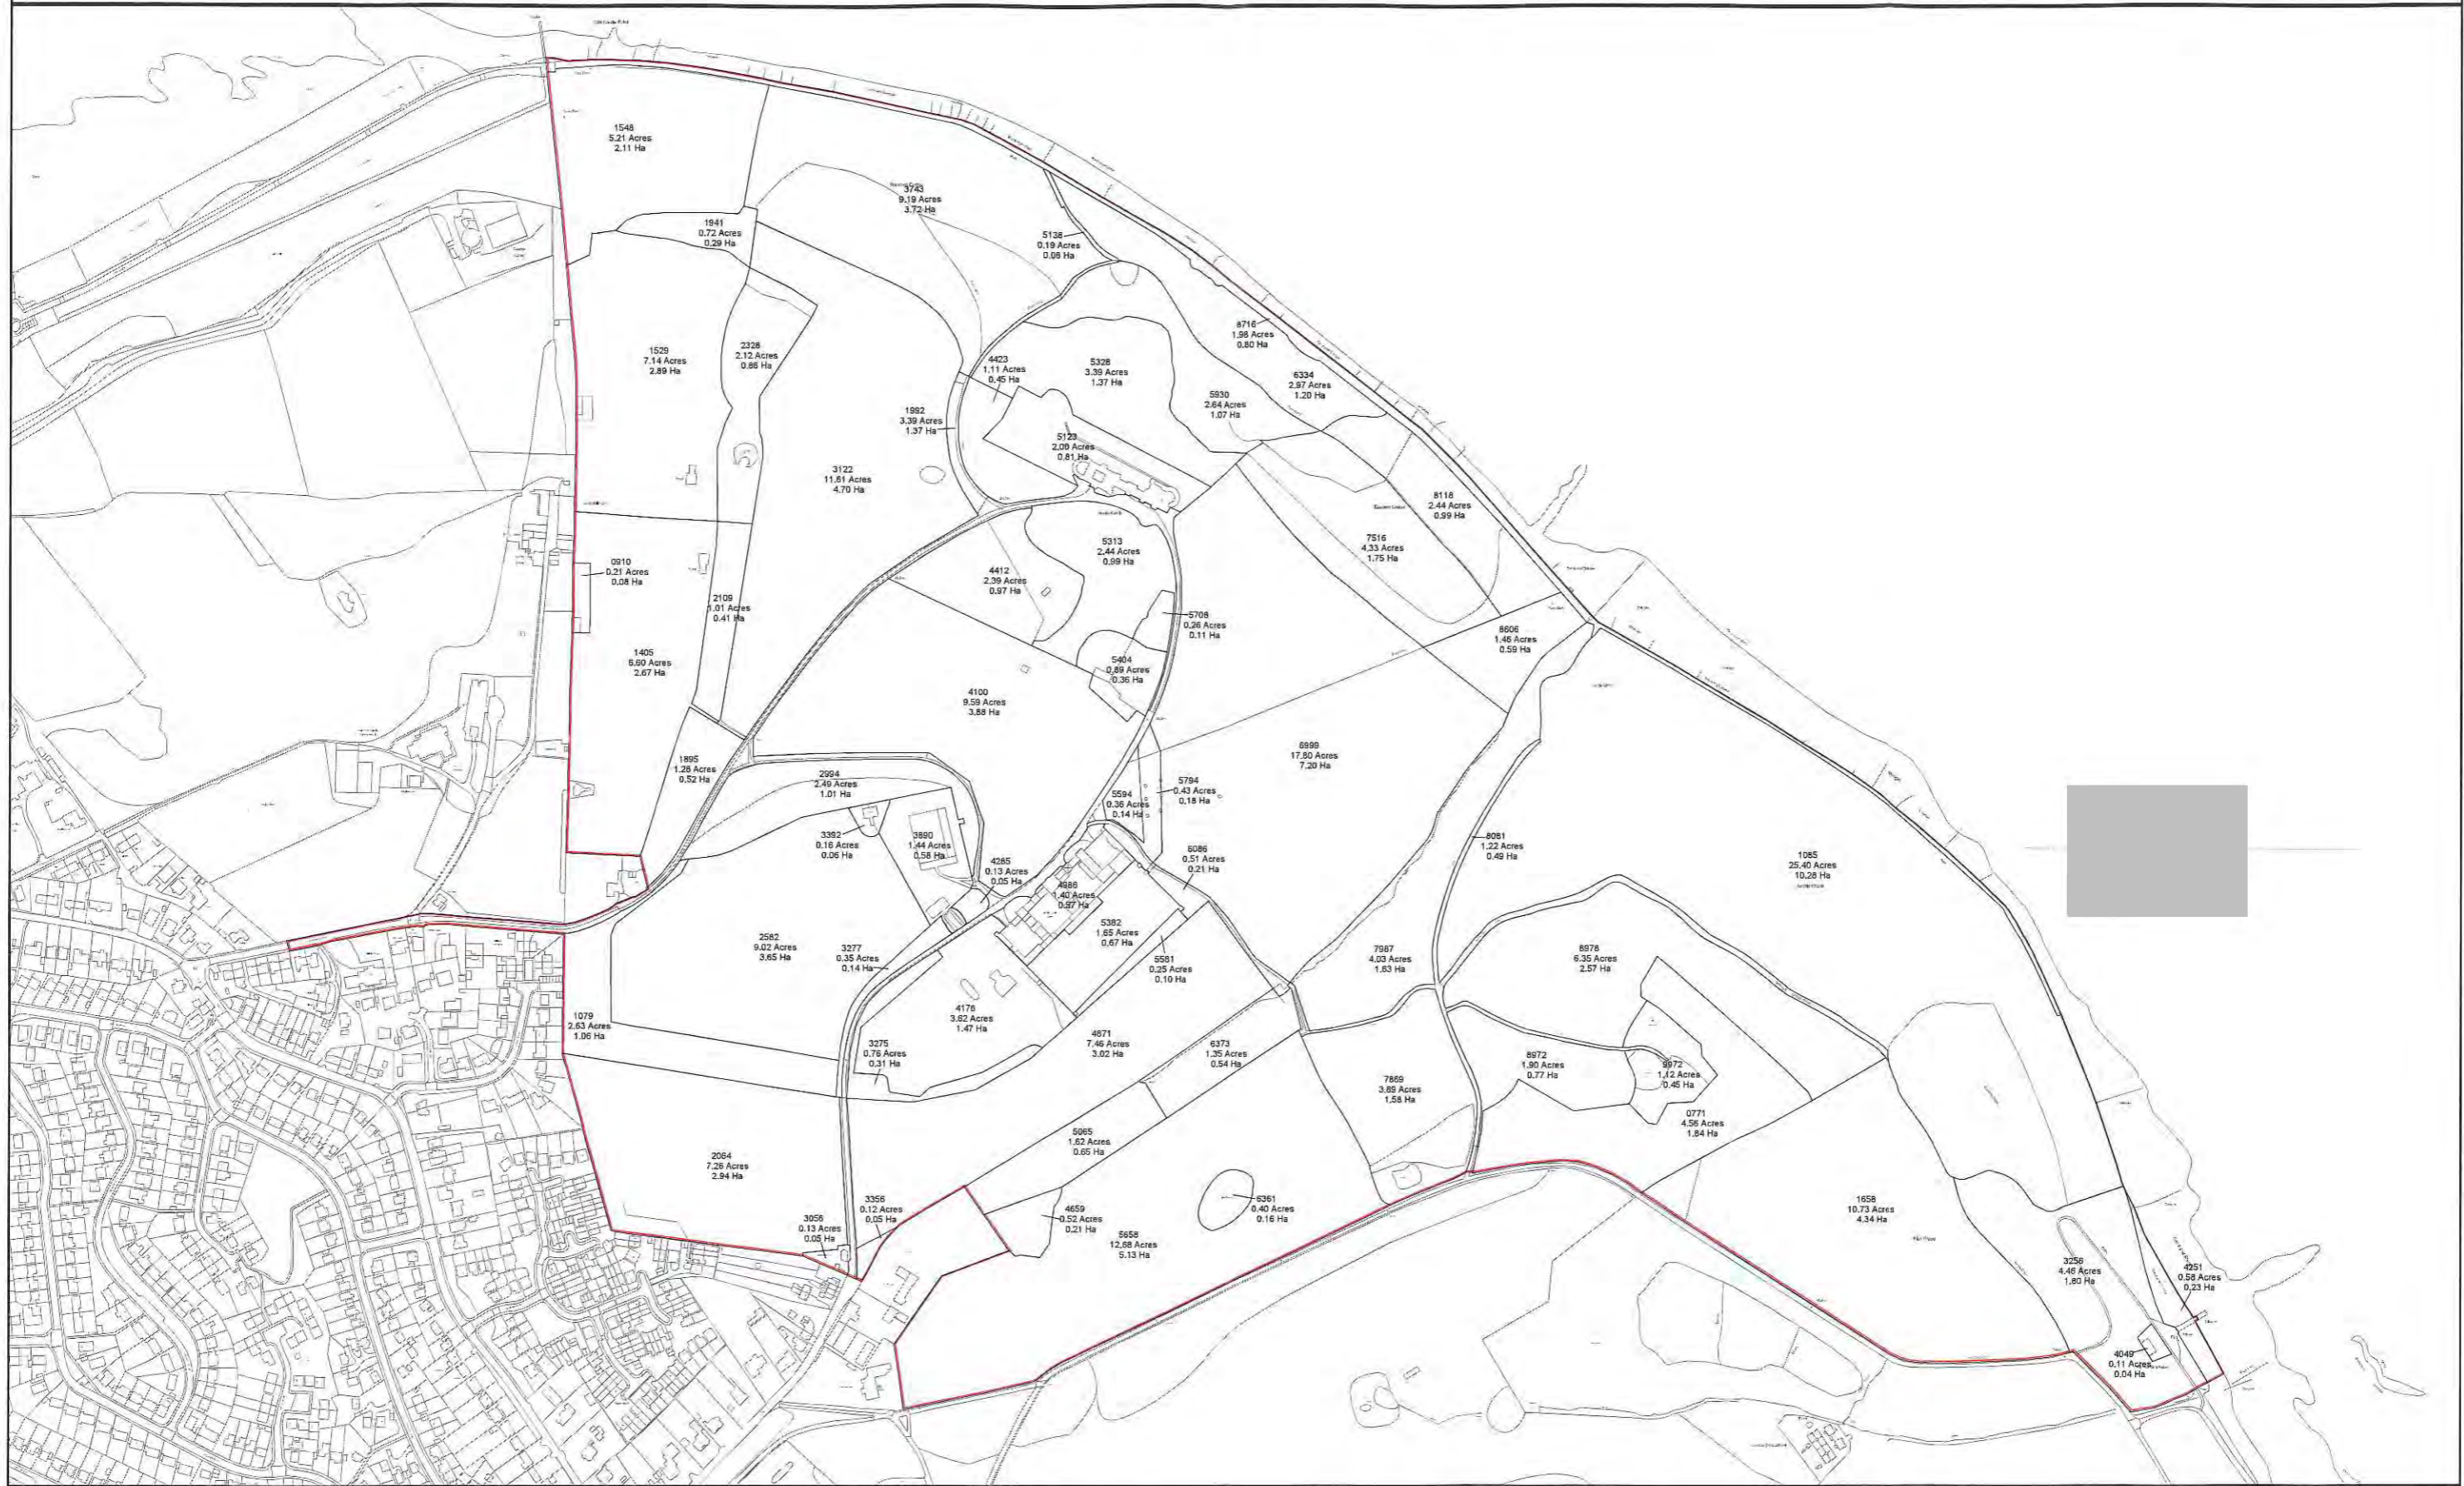 1548
5.21 Acres
2.11 Ha
3743
9.19 Acres
3.72 Ha
1941
0.72 Acres
0.29 Ha
5138
0.19 Acres
0.08 Ha
8716
1.98 Acres
0.80 Ha
1529
7.14 Acres
2.89 Ha
2328
2.12 Acres
0.86 Ha
4423
1.11 Acres
0.45 Ha
5328
3.39 Acres
1.37 Ha
6334
2.97 Acres
1.20 Ha
5930
2.64 Acres
1.07 Ha
1992
3.39 Acres
1.37 Ha
5123
2.00 Acres
0.81 Ha
3122
11.61 Acres
4.70 Ha
8118
2.44 Acres
0.99 Ha
7516
4.33 Acres
1.75 Ha
5313
2.44 Acres
0.99 Ha
0910
0.21 Acres
0.08 Ha
4412
2.39 Acres
0.97 Ha
2109
1.01 Acres
0.41 Ha
5708
0.26 Acres
0.11 Ha
8606
1.46 Acres
0.59 Ha
1405
6.60 Acres
2.67 Ha
5404
0.89 Acres
0.36 Ha
4100
9.59 Acres
3.88 Ha
6999
17.80 Acres
7.20 Ha
1895
1.28 Acres
0.52 Ha
2994
2.49 Acres
1.01 Ha
5794
0.43 Acres
0.18 Ha
5594
0.36 Acres
0.14 Ha
3392
0.16 Acres
0.06 Ha
3890
1.44 Acres
0.58 Ha
8081
1.22 Acres
0.49 Ha
6086
0.51 Acres
0.21 Ha
1085
25.40 Acres
10.28 Ha
4285
0.13 Acres
0.05 Ha
4986
1.40 Acres
5382
1.65 Acres
0.67 Ha
2582
9.02 Acres
3.65 Ha
3277
0.35 Acres
0.14 Ha
5581
0.25 Acres
0.10 Ha
7987
4.03 Acres
1.63 Ha
8978
6.35 Acres
2.57 Ha
4176
3.62 Acres
1.47 Ha
1079
2.63 Acres
1.06 Ha
3275
0.76 Acres
0.31 Ha
4871
7.46 Acres
3.02 Ha
6373
1.35 Acres
0.54 Ha
8972
1.90 Acres
0.77 Ha
9972
1.12 Acres
0.45 Ha
7869
3.89 Acres
1.58 Ha
0771
4.56 Acres
1.84 Ha
5065
1.62 Acres
0.65 Ha
2064
7.26 Acres
2.94 Ha
3356
0.12 Acres
0.05 Ha
3056
0.13 Acres
0.05 Ha
4659
0.52 Acres
0.21 Ha
6361
0.40 Acres
0.16 Ha
5658
12.68 Acres
5.13 Ha
1658
10.73 Acres
4.34 Ha
3256
4.46 Acres
1.80 Ha
4251
0.58 Acres
0.23 Ha
4049
0.11 Acres
0.04 Ha